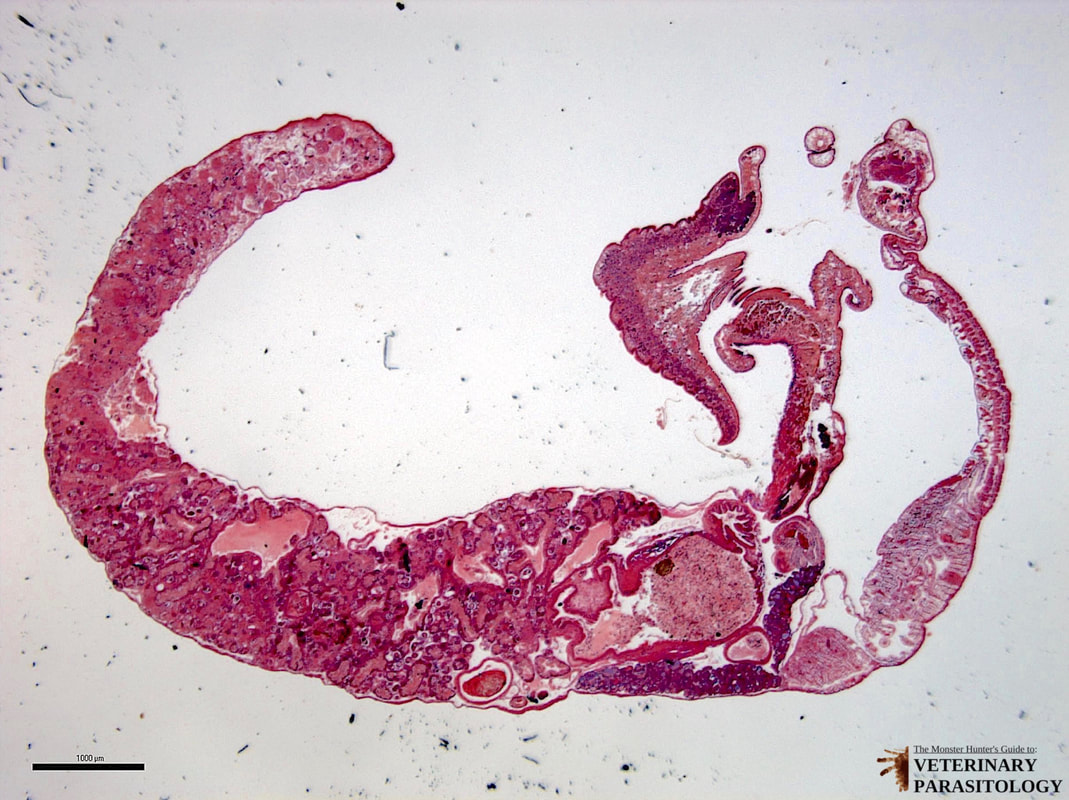 1000 µm
The Monster Hunter's Guide to:
VETERINARY
PARASITOLOGY